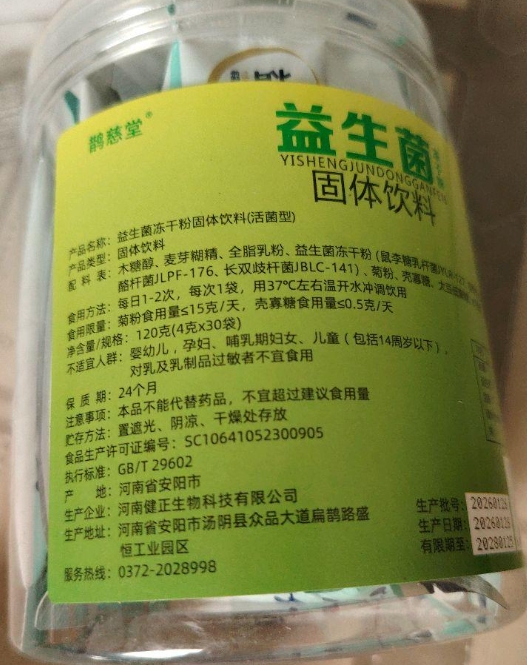 鹊慈堂®
益生菌
YISHENGJUNDONGGANFEN
固体饮料
产品名称：益生菌冻干粉固体饮料(活菌型)
产品类型：固体饮料
配 料 表：木糖醇、麦芽糊精、全脂乳粉、益生菌冻干粉（鼠李糖乳杆菌
酪杆菌JLPF-176、长双歧杆菌JBLC-141）、菊粉、壳寡糖、
食用方法：每日1-2次，每次1袋，用37℃左右温开水冲调饮用
食用限量：菊粉食用量≤15克/天，壳寡糖食用量≤0.5克/天
净含量/规格：120克(4克x30袋)
不适宜人群：婴幼儿，孕妇、哺乳期妇女、儿童（包括14周岁以下），
对乳及乳制品过敏者不宜食用
保 质 期：24个月
注意事项：本品不能代替药品，不宜超过建议食用量
贮存方法：置遮光、阴凉、干燥处存放
食品生产许可证编号：SC10641052300905
执行标准：GB/T 29602
产 地：河南省安阳市
生产企业：河南健正生物科技有限公司
生产地址：河南省安阳市汤阴县众品大道扁鹊路盛
恒工业园区
服务热线：0372-2028998
生产批号：20260126
生产日期：20260126
有限期至：20280125